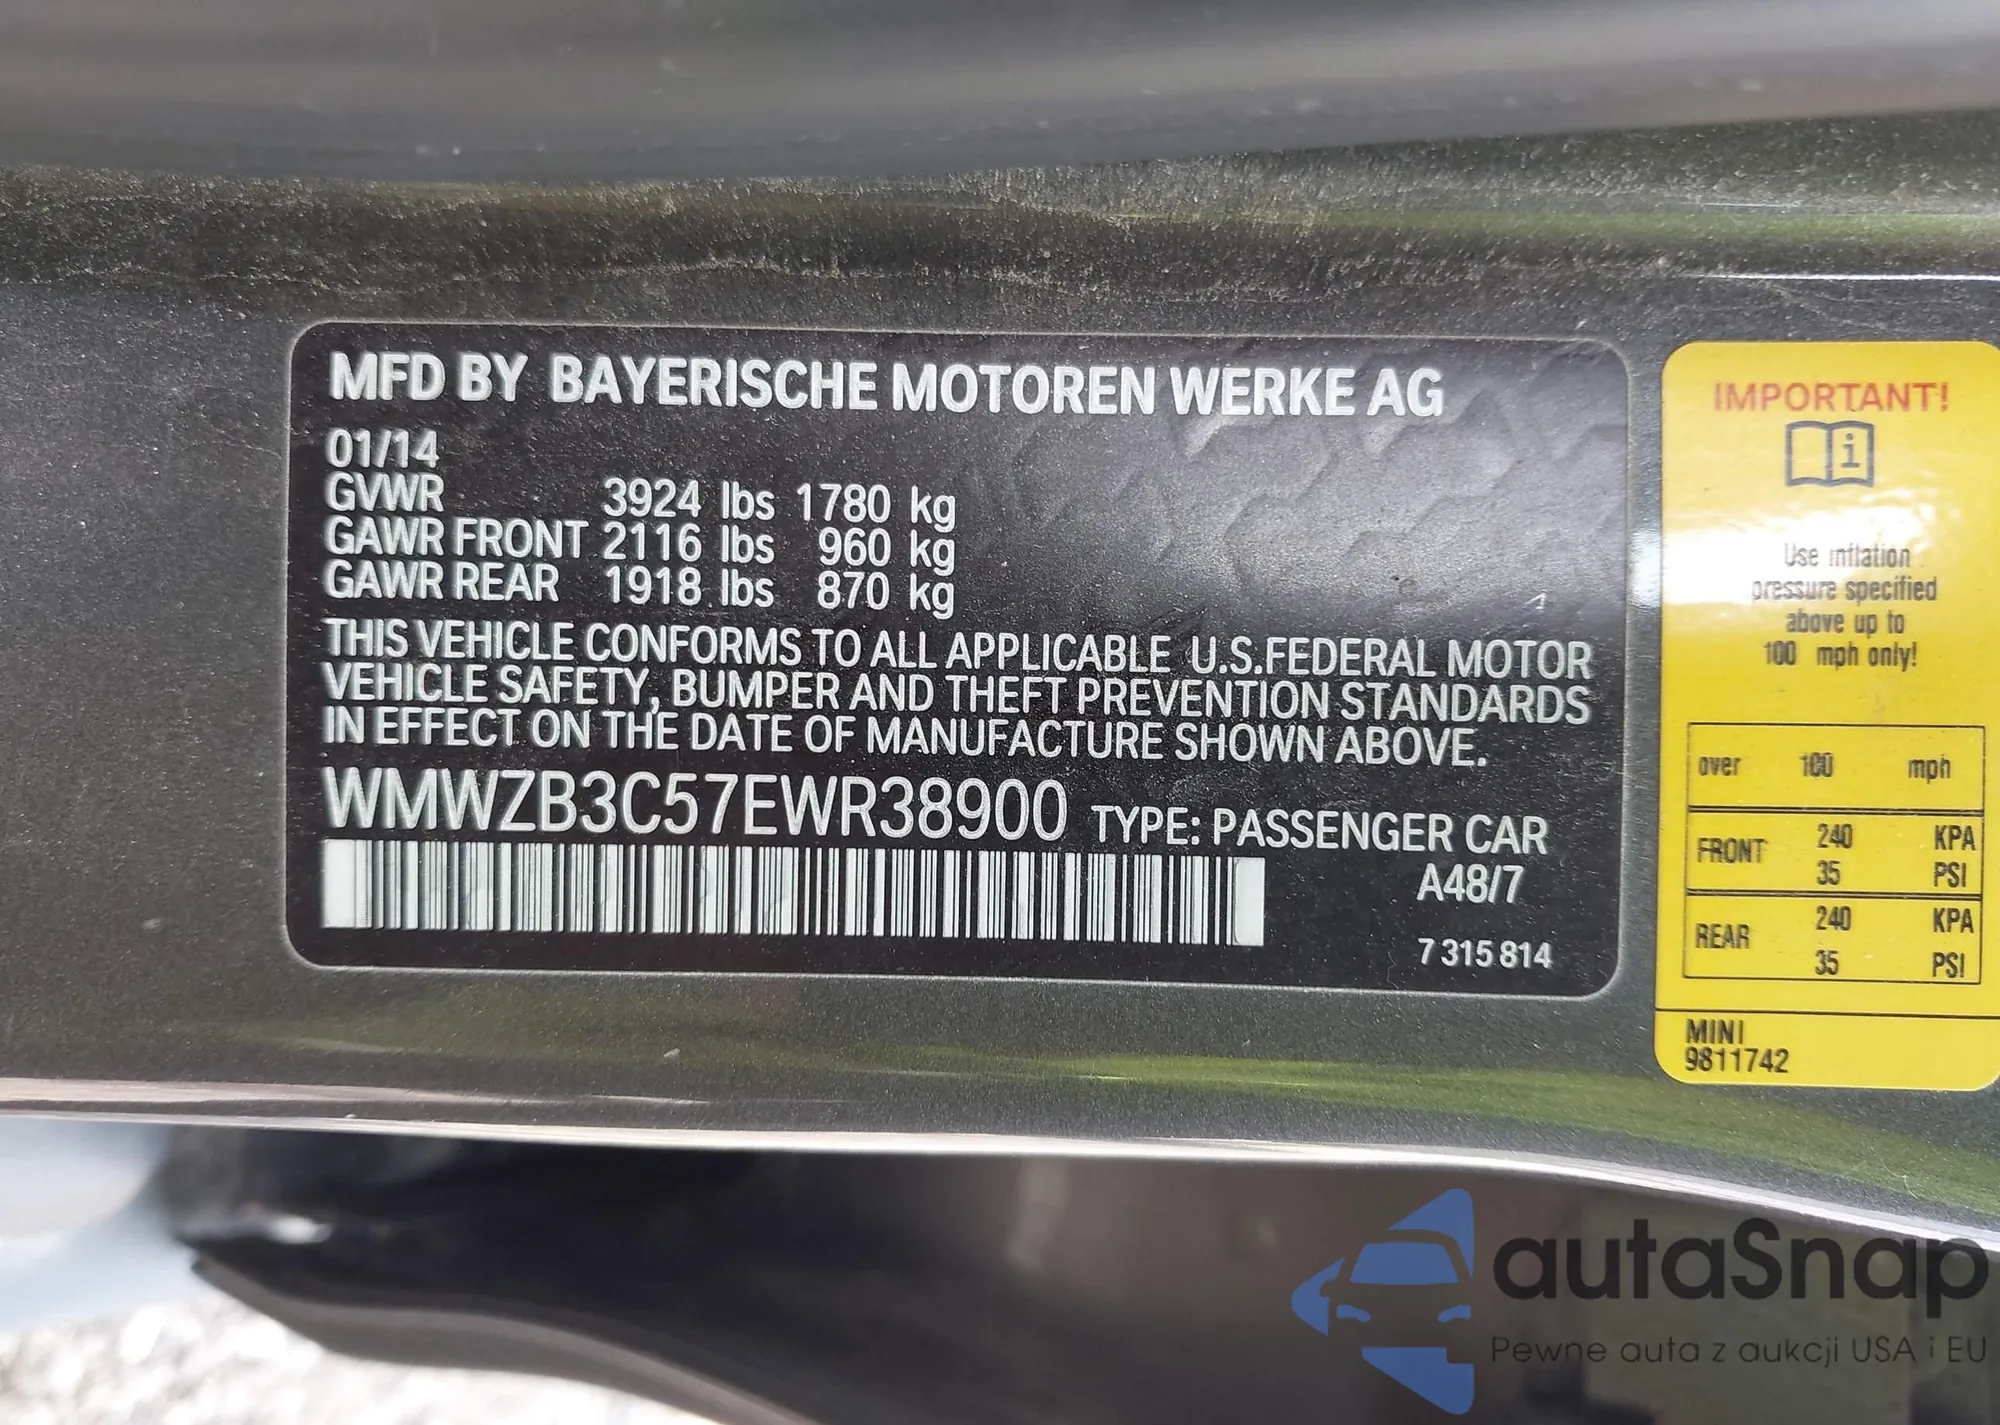 MFD BY BAYERISCHE MOTOREN WERKE AG
01/14
GVWR 3924 lbs 1780 kg
GAWR FRONT 2116 lbs 960 kg
GAWR REAR 1918 lbs 870 kg
THIS VEHICLE CONFORMS TO ALL APPLICABLE U.S.FEDERAL MOTOR
VEHICLE SAFETY, BUMPER AND THEFT PREVENTION STANDARDS
IN EFFECT ON THE DATE OF MANUFACTURE SHOWN ABOVE.
WMWZB3C57EWR38900 TYPE: PASSENGER CAR
A48/7
7 315 814
IMPORTANT!
i
Use inflation
pressure specified
above up to
100 mph only!
over 100 mph
FRONT 240 KPA
35 PSI
REAR 240 KPA
35 PSI
MINI
9811742
autaSnap
Pewne auta z aukcji USA i EU